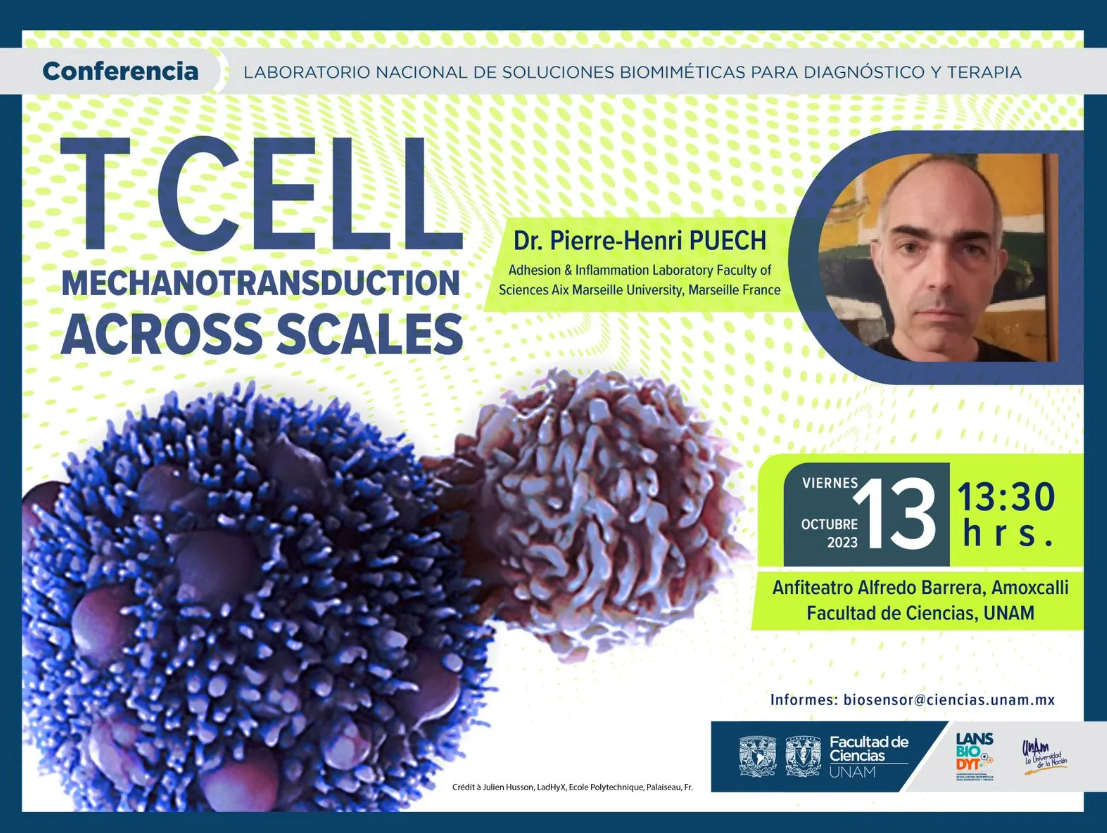 Conferencia
LABORATORIO NACIONAL DE SOLUCIONES BIOMIMÉTICAS PARA DIAGNÓSTICO Y TERAPIA
T CELL
MECHANOTRANSDUCTION
ACROSS SCALES
Dr. Pierre-Henri PUECH
Adhesion & Inflammation Laboratory Faculty of
Sciences Aix Marseille University, Marseille France
VIERNES
13
OCTUBRE
2023
13:30
hrs.
Anfiteatro Alfredo Barrera, Amoxcalli
Facultad de Ciencias, UNAM
Informes: biosensor@ciencias.unam.mx
Facultad de
Ciencias
UNAM
LANS
BIO
DYT
UNAM
La Universidad
de la Nación
Crédit à Julien Husson, LadHyX, Ecole Polytechnique, Palaiseau, Fr.